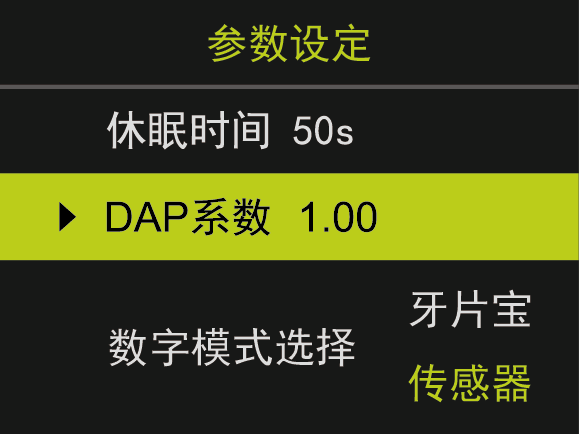 参数设定
休眠时间 50s
DAP系数 1.00
数字模式选择
牙片宝
传感器